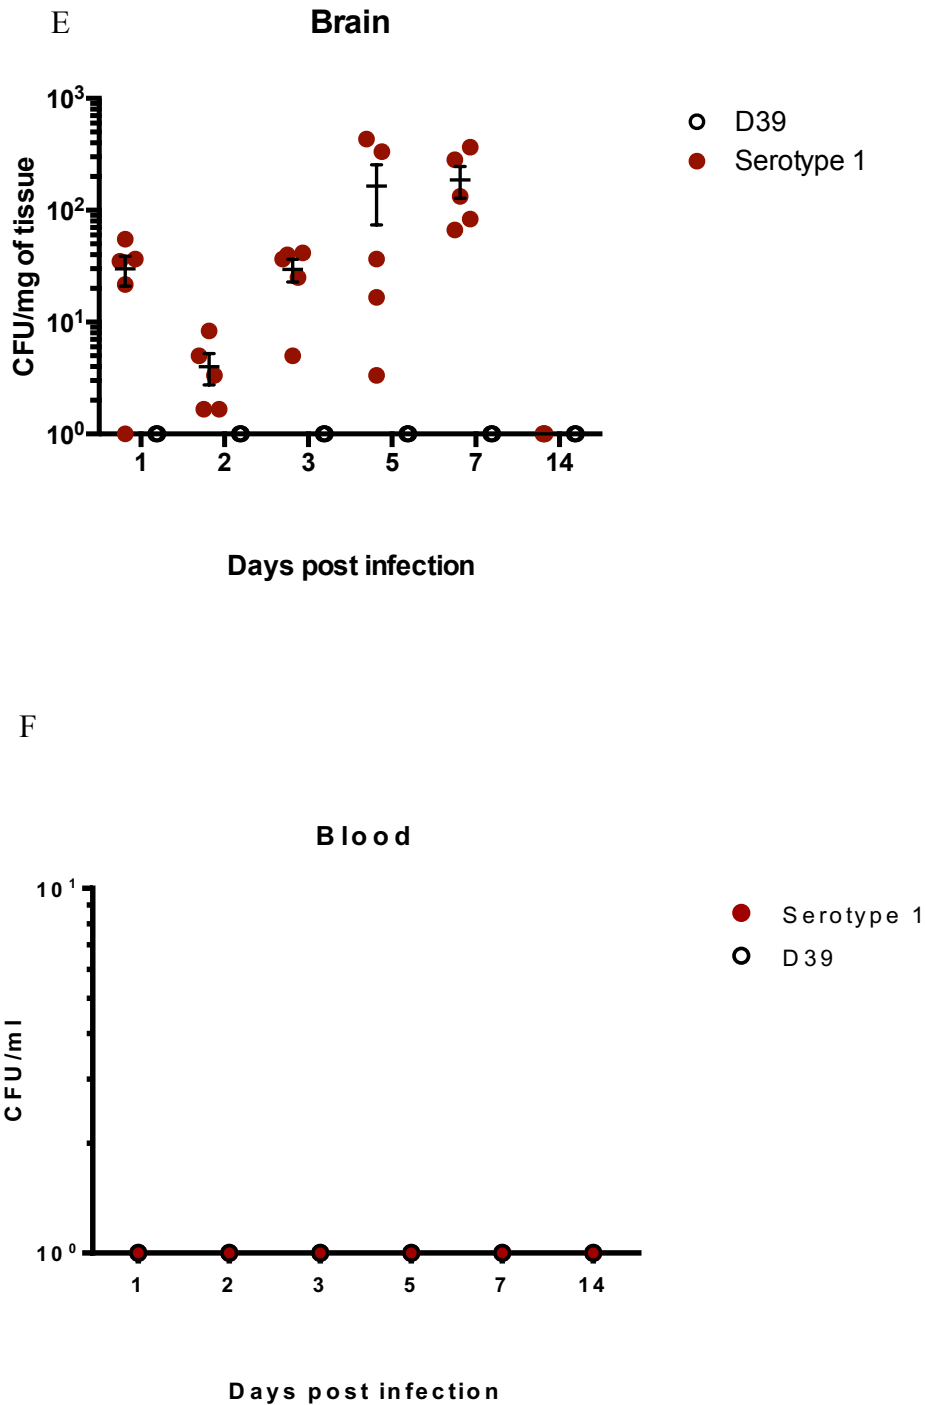 E
Brain
CFU/mg of tissue
10³
10²
10¹
10⁰
1 2 3 5 7 14
Days post infection
D39
Serotype 1
F
Blood
CFU/ml
10¹
10⁰
1 2 3 5 7 14
Days post infection
Serotype 1
D39